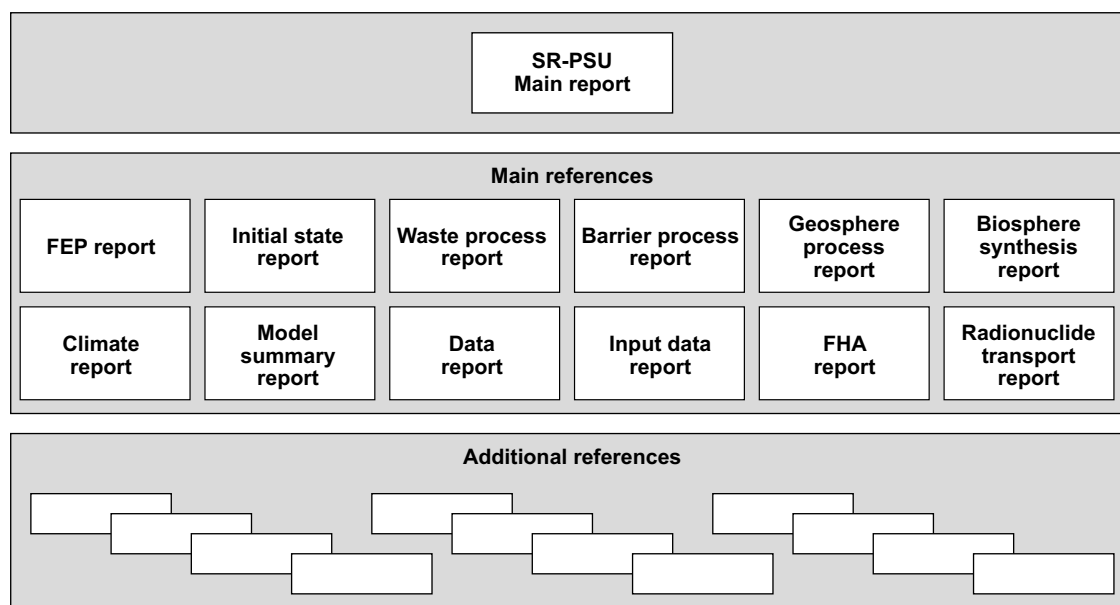 SR-PSU
Main report
Main references
FEP report
Initial state
report
Waste process
report
Barrier process
report
Geosphere
process
report
Biosphere
synthesis
report
Climate
report
Model
summary
report
Data
report
Input data
report
FHA
report
Radionuclide
transport
report
Additional references